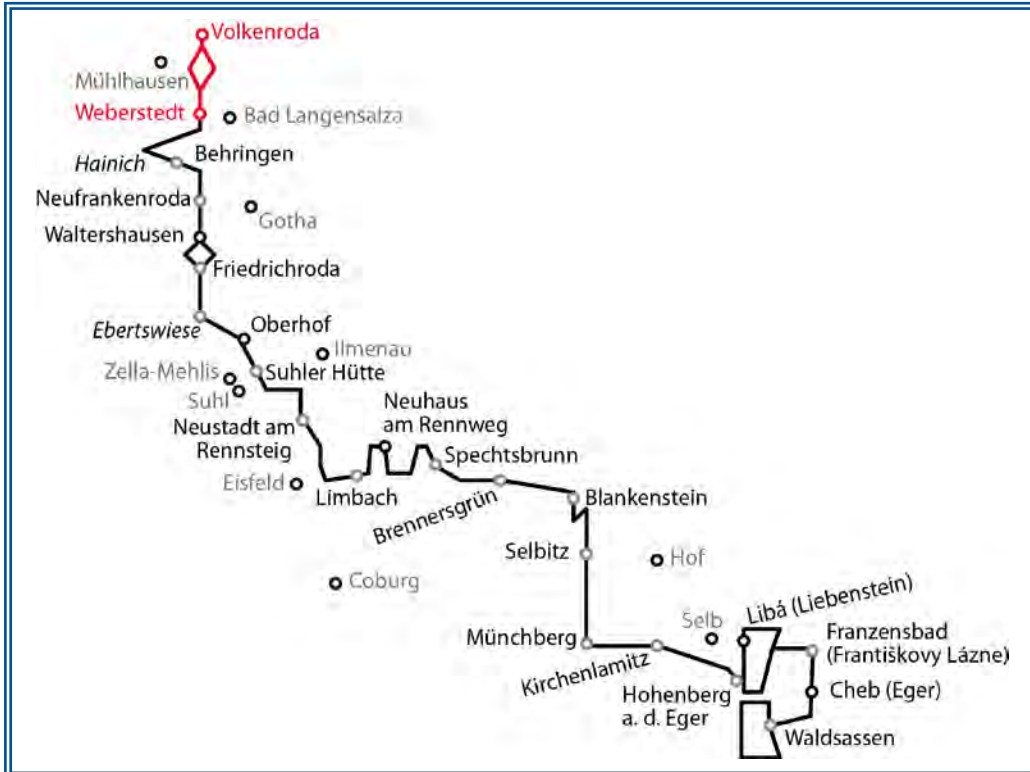 Volkenroda
Mühlhausen
Weberstedt
Bad Langensalza
Hainich
Behringen
Neufrankenroda
Gotha
Waltershausen
Friedrichroda
Ebertswiese
Oberhof
Ilmenau
Zella-Mehlis
Suhler Hütte
Suhl
Neuhaus
am Rennweg
Neustadt am
Rennsteig
Spechtsbrunn
Eisfeld
Limbach
Brennersgrün
Blankenstein
Selbitz
Hof
Coburg
Libá (Liebenstein)
Selb
Münchberg
Kirchenlamitz
Franzensbad
(Františkovy Lázne)
Hohenberg
a. d. Eger
Cheb (Eger)
Waldsassen